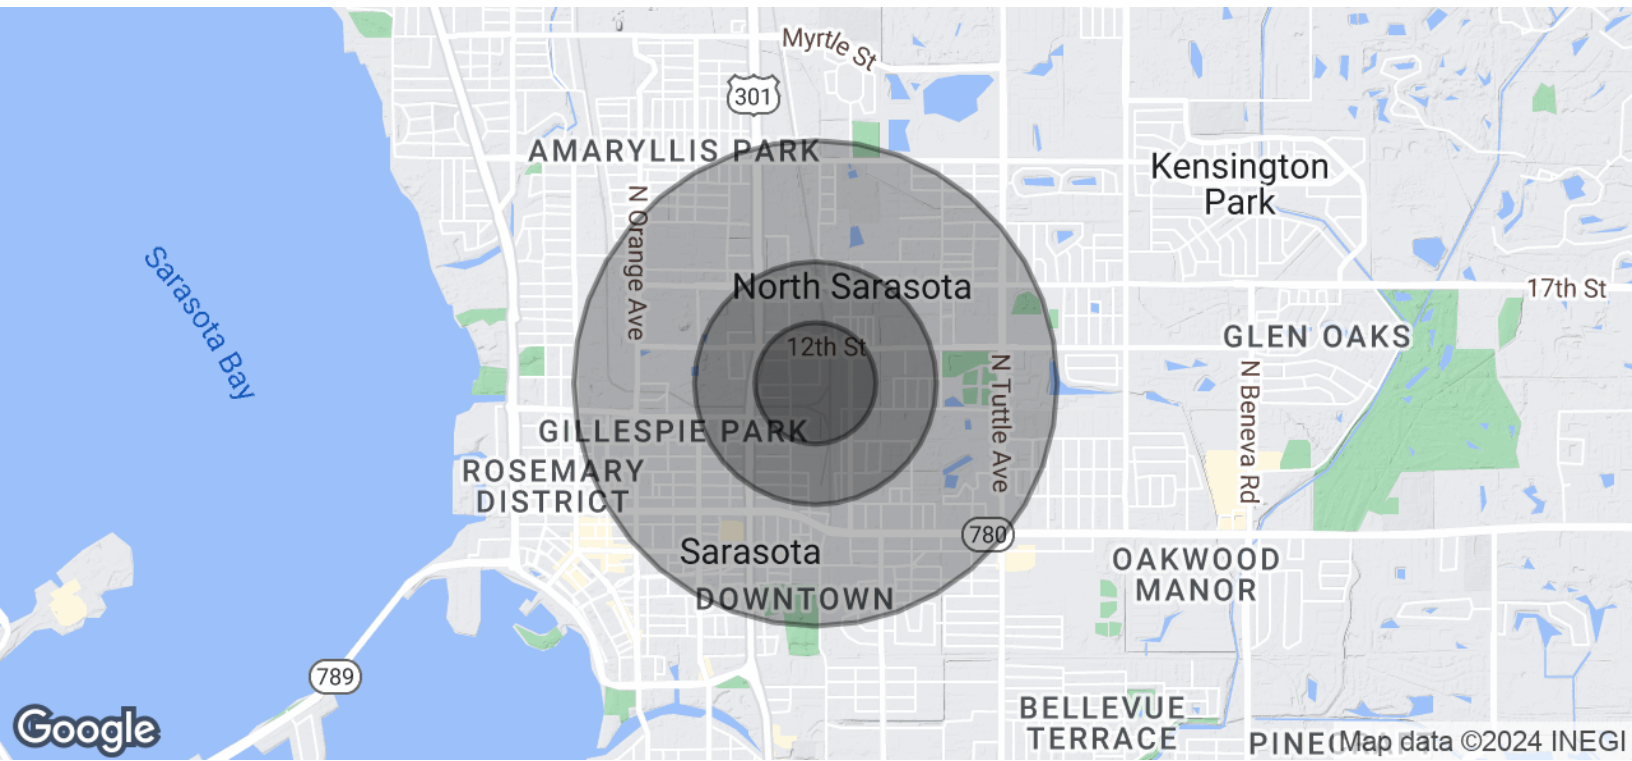 Myrtle St
301
AMARYLLIS PARK
Kensington
Park
N Orange Ave
Sarasota Bay
North Sarasota
17th St
12th St
GLEN OAKS
N Tuttle Ave
N Beneva Rd
GILLESPIE PARK
ROSEMARY
DISTRICT
780
Sarasota
OAKWOOD
MANOR
DOWNTOWN
789
BELLEVUE
TERRACE
Google
Map data ©2024 INEGI